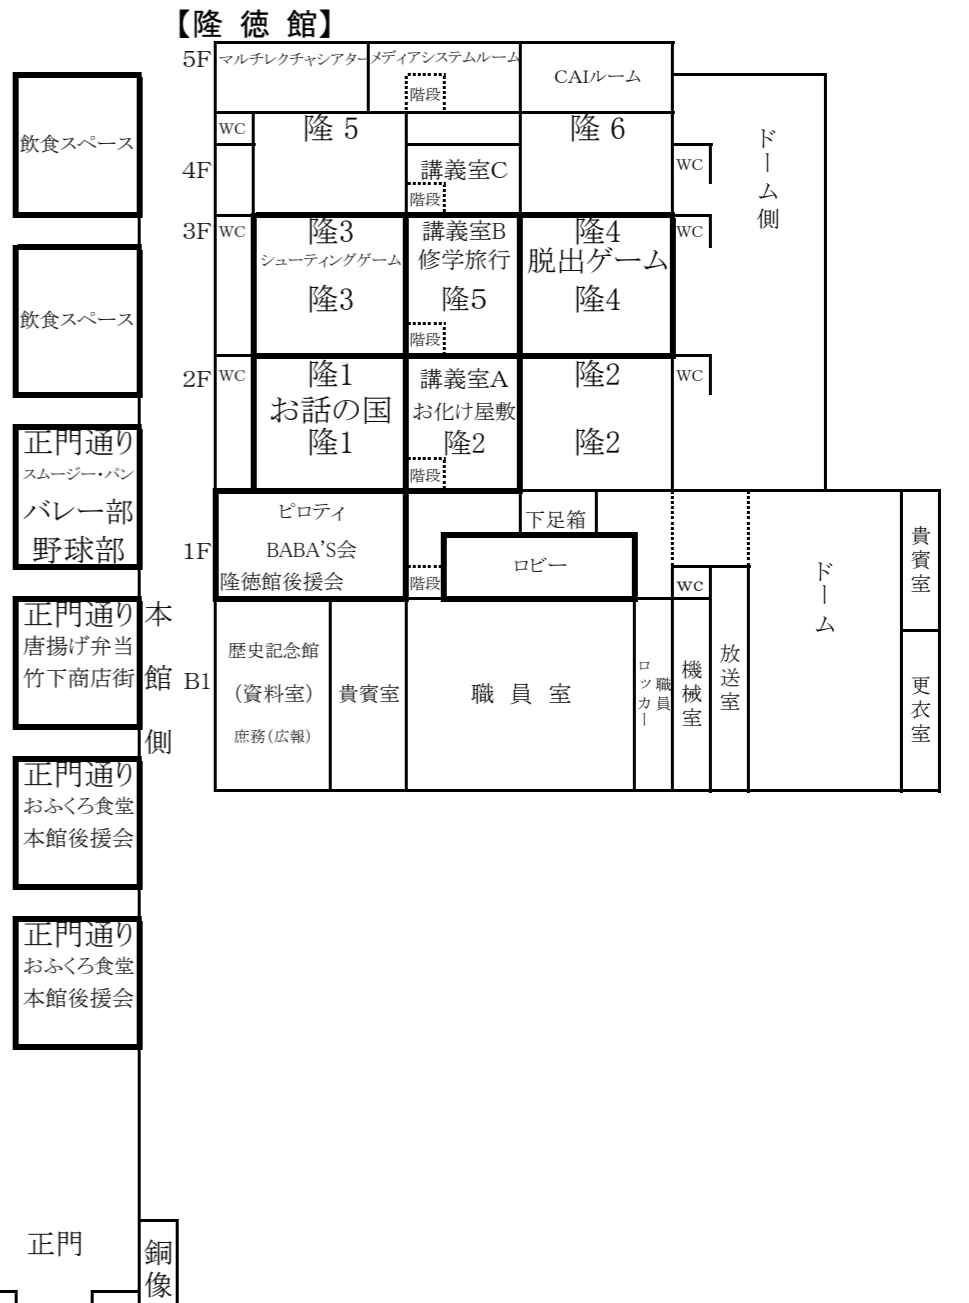 【隆 徳 館】
5F
マルチレクチャシアター
メディアシステムルーム
階段
CAIルーム
WC
隆 5
隆 6
4F
講義室C
階段
WC
ドーム側
3F
WC
隆3
シューティングゲーム
隆3
講義室B
修学旅行
隆5
階段
隆4
脱出ゲーム
隆4
WC
2F
WC
隆1
お話の国
隆1
講義室A
お化け屋敷
隆2
階段
隆2
隆2
WC
1F
ピロティ
BABA'S会
隆徳館後援会
階段
下足箱
ロビー
WC
ドーム
貴賓室
B1
歴史記念館
(資料室)
庶務(広報)
貴賓室
職 員 室
職員
ロッカー
機械室
放送室
更衣室
飲食スペース
飲食スペース
正門通り
スムージー・パン
バレー部
野球部
正門通り
唐揚げ弁当
竹下商店街
本館側
正門通り
おふくろ食堂
本館後援会
正門通り
おふくろ食堂
本館後援会
正門
銅像